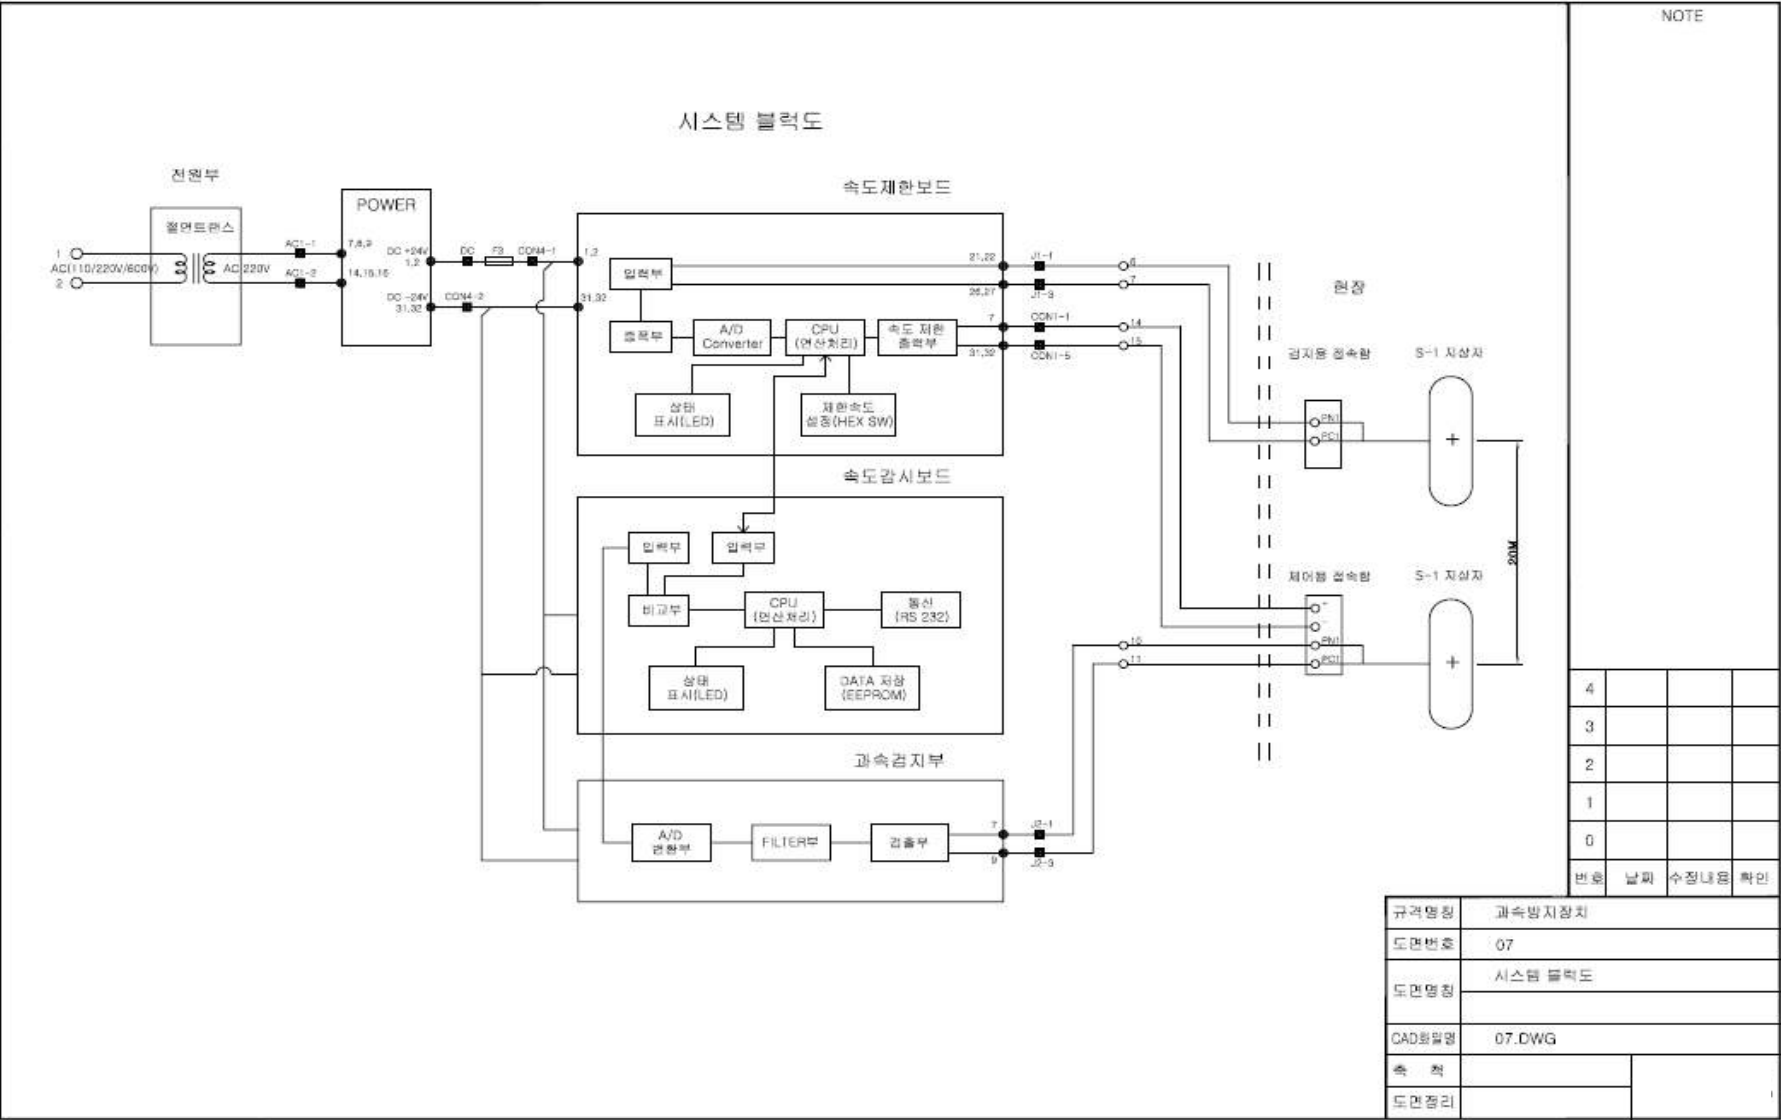 NOTE
시스템 블럭도
전원부
절연트랜스
1
AC(110/220V/600V)
2
AC 220V
AC1-1
AC1-2
POWER
7,8,9
14,15,16
DC +24V
1,2
DC -24V
31,32
DC
F3
CON4-1
CON4-2
속도제한보드
1,2
31,32
입력부
증폭부
A/D
Converter
CPU
(연산처리)
속도 제한
출력부
상태
표시(LED)
제한속도
설정(HEX SW)
21,22
26,27
7
31,32
J1-1
J1-3
CON1-1
CON1-5
6
7
14
15
속도감시보드
입력부
입력부
비교부
CPU
(연산처리)
통신
(RS 232)
상태
표시(LED)
DATA 저장
(EEPROM)
10
11
과속검지부
A/D
변환부
FILTER부
검출부
7
9
J2-1
J2-3
현장
검지용 접속함
S-1 지상자
PN1
PC1
+
20M
제어용 접속함
S-1 지상자
PN1
PC1
+
4
3
2
1
0
번호 날짜 수정내용 확인
규격명칭 과속방지장치
도면번호 07
도면명칭 시스템 블럭도
CAD화일명 07.DWG
축 척
도면정리